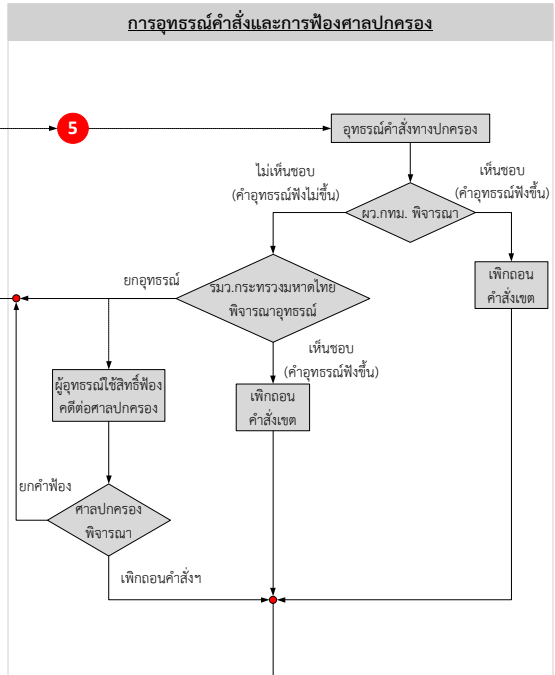 การอุทธรณ์คำสั่งและการฟ้องศาลปกครอง
5
อุทธรณ์คำสั่งทางปกครอง
ไม่เห็นชอบ
(คำอุทธรณ์ฟังไม่ขึ้น)
เห็นชอบ
(คำอุทธรณ์ฟังขึ้น)
ผว.กทม. พิจารณา
เพิกถอน
คำสั่งเขต
ยกอุทธรณ์
รมว.กระทรวงมหาดไทย
พิจารณาอุทธรณ์
เห็นชอบ
(คำอุทธรณ์ฟังขึ้น)
ผู้อุทธรณ์ใช้สิทธิ์ฟ้อง
คดีต่อศาลปกครอง
เพิกถอน
คำสั่งเขต
ยกคำฟ้อง
ศาลปกครอง
พิจารณา
เพิกถอนคำสั่งฯ